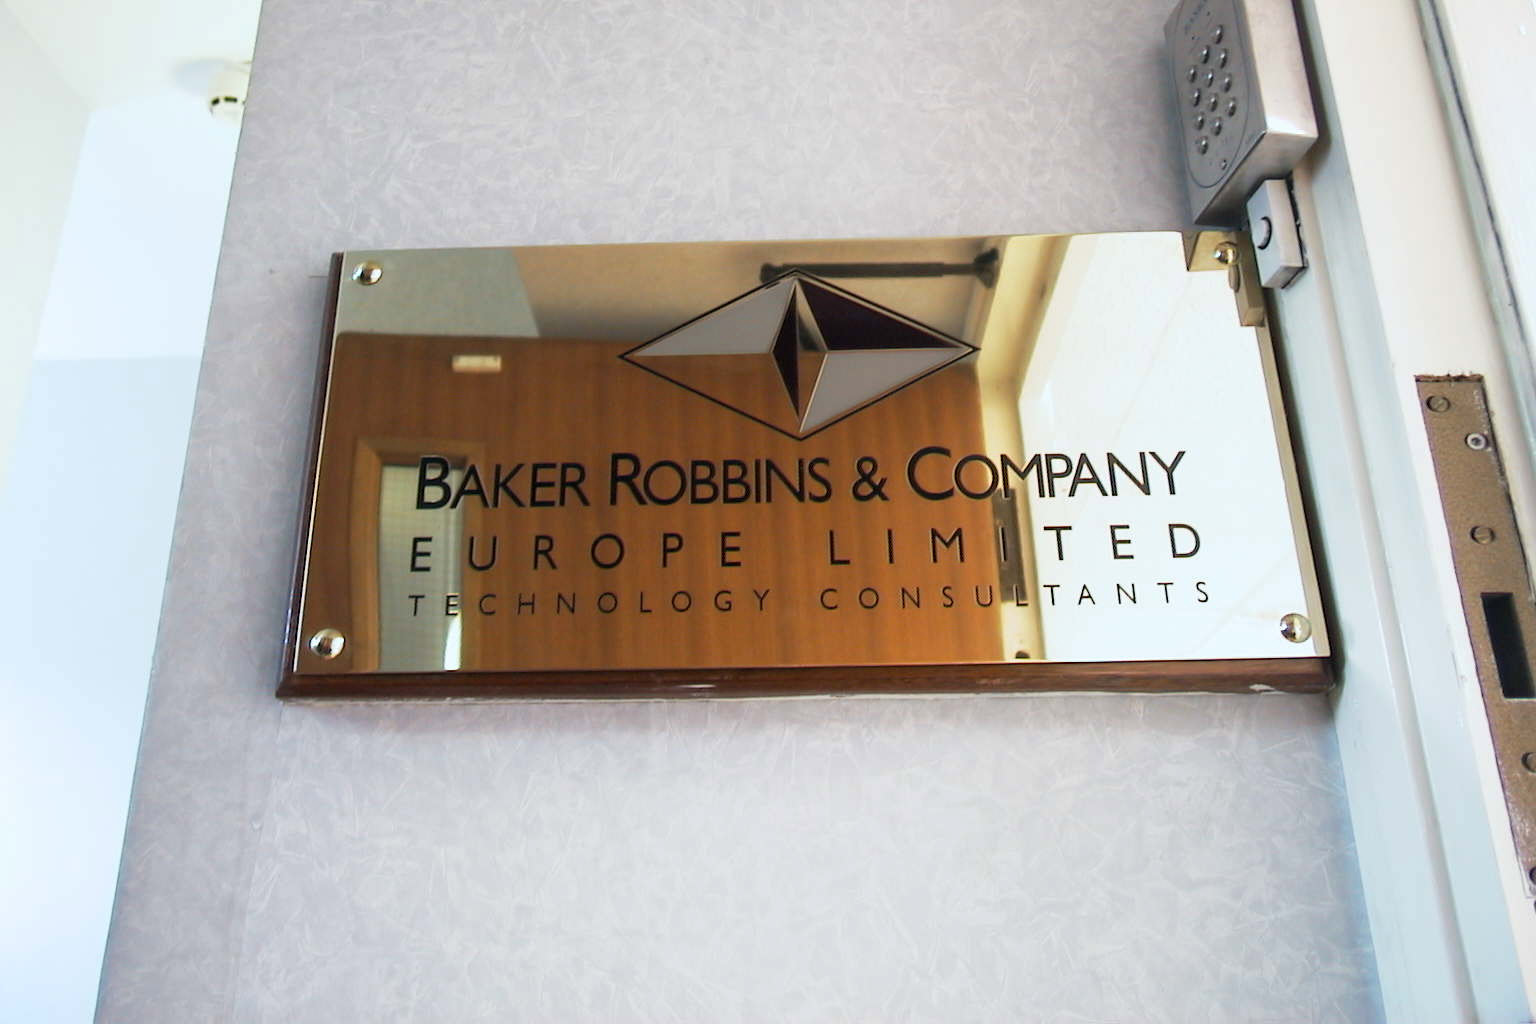 BAKER ROBBINS & COMPANY
EUROPE LIMITED
TECHNOLOGY CONSULTANTS